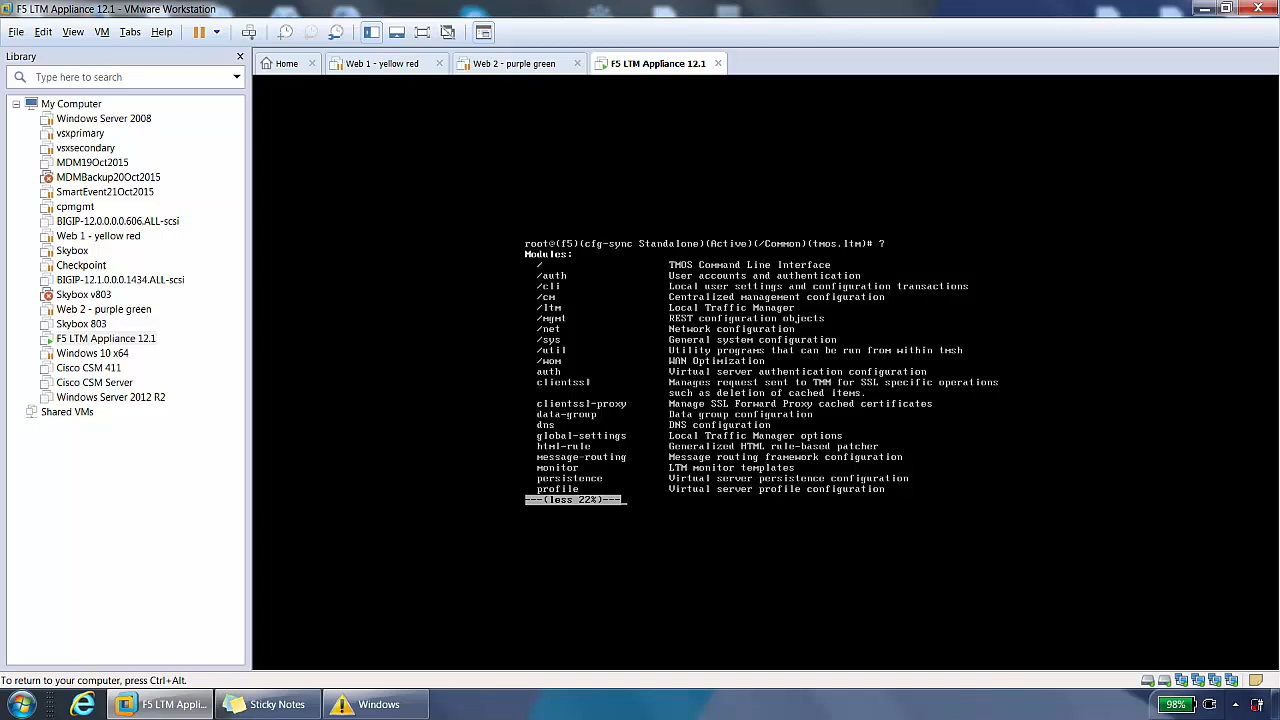 F5 LTM Appliance 12.1 - VMware Workstation
File Edit View VM Tabs Help
Library
Type here to search
My Computer
Windows Server 2008
vsxprimary
vsxsecondary
MDM19Oct2015
MDMBackup20Oct2015
SmartEvent21Oct2015
cpmgmt
BIGIP-12.0.0.0.606.ALL-scsi
Web 1 - yellow red
Skybox
Checkpoint
BIGIP-12.1.0.0.1434.ALL-scsi
Skybox v803
Web 2 - purple green
Skybox 803
F5 LTM Appliance 12.1
Windows 10 x64
Cisco CSM 411
Cisco CSM Server
Windows Server 2012 R2
Shared VMs
Home Web 1 - yellow red Web 2 - purple green F5 LTM Appliance 12.1
root@(f5)(cfg-sync Standalone)(Active)(/Common)(tmos.ltm)# ?
Modules:
/ TMOS Command Line Interface
/auth User accounts and authentication
/cli Local user settings and configuration transactions
/cm Centralized management configuration
/ltm Local Traffic Manager
/mgmt REST configuration objects
/net Network configuration
/sys General system configuration
/util Utility programs that can be run from within tmsh
/wom WAN Optimization
auth Virtual server authentication configuration
clientssl Manages request sent to TMM for SSL specific operations
such as deletion of cached items.
clientssl-proxy Manage SSL Forward Proxy cached certificates
data-group Data group configuration
dns DNS configuration
global-settings Local Traffic Manager options
html-rule Generalized HTML rule-based patcher
message-routing Message routing framework configuration
monitor LTM monitor templates
persistence Virtual server persistence configuration
profile Virtual server profile configuration
---(less 22%)---
To return to your computer, press Ctrl+Alt.
F5 LTM Applia... Sticky Notes Windows 98%